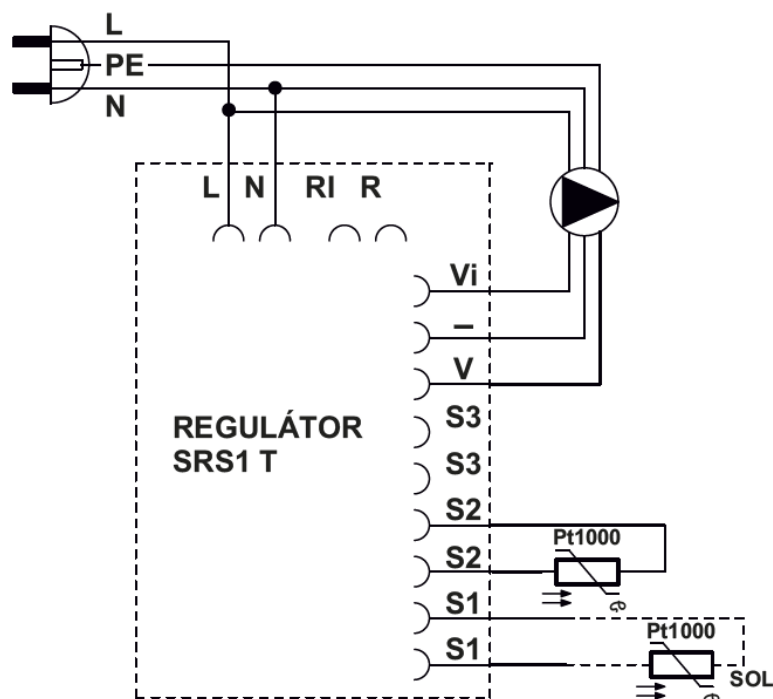 L
PE
N
L N RI R
Vi
–
V
S3
REGULÁTOR
SRS1 T
S3
S2
Pt1000
S2
S1
Pt1000
S1
SOL